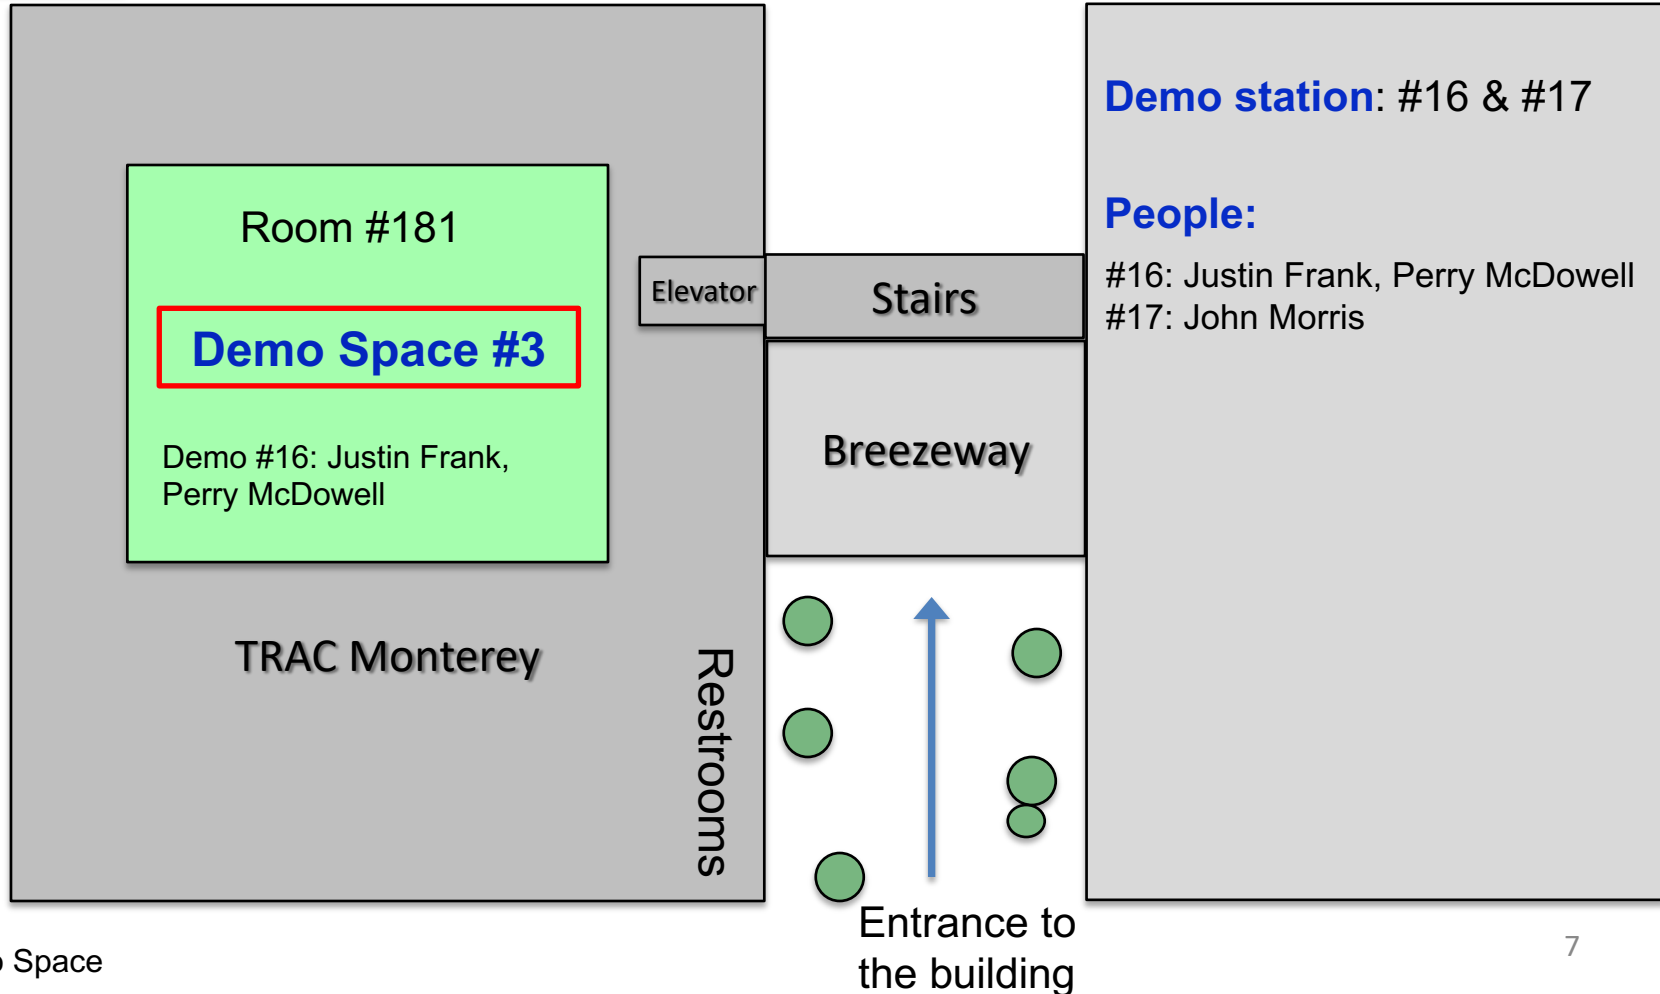 Room #181
Demo Space #3
Demo #16: Justin Frank,
Perry McDowell
TRAC Monterey
Restrooms
Elevator
Stairs
Breezeway
Entrance to
the building
Demo station: #16 & #17
People:
#16: Justin Frank, Perry McDowell
#17: John Morris
Space
7